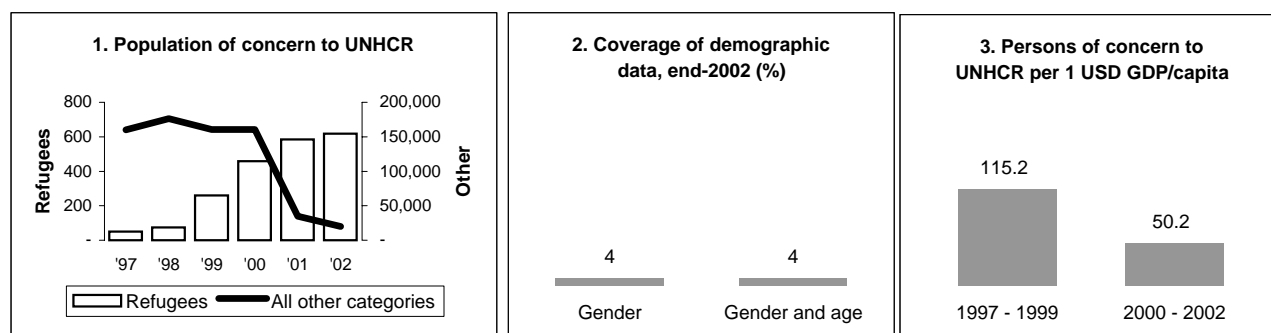 1. Population of concern to UNHCR
800
600
400
200
-
Refugees
200,000
150,000
100,000
50,000
-
Other
'97 '98 '99 '00 '01 '02
Refugees All other categories
2. Coverage of demographic
data, end-2002 (%)
4 4
Gender Gender and age
3. Persons of concern to
UNHCR per 1 USD GDP/capita
115.2
50.2
1997 - 1999 2000 - 2002